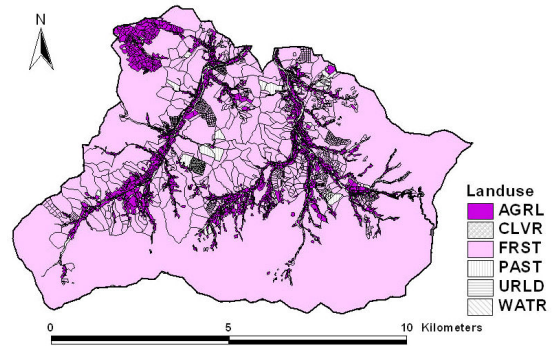 N
Landuse
AGRL
CLVR
FRST
PAST
URLD
WATR
0 5 10 Kilometers